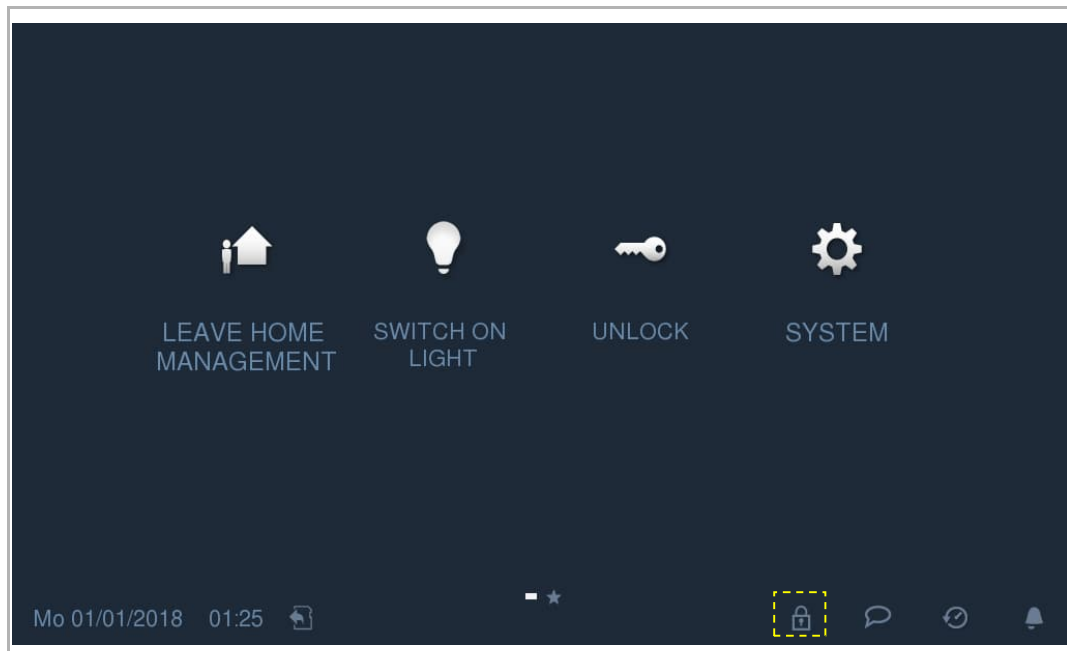 LEAVE HOME
MANAGEMENT
SWITCH ON
LIGHT
UNLOCK
SYSTEM
Mo 01/01/2018 01:25